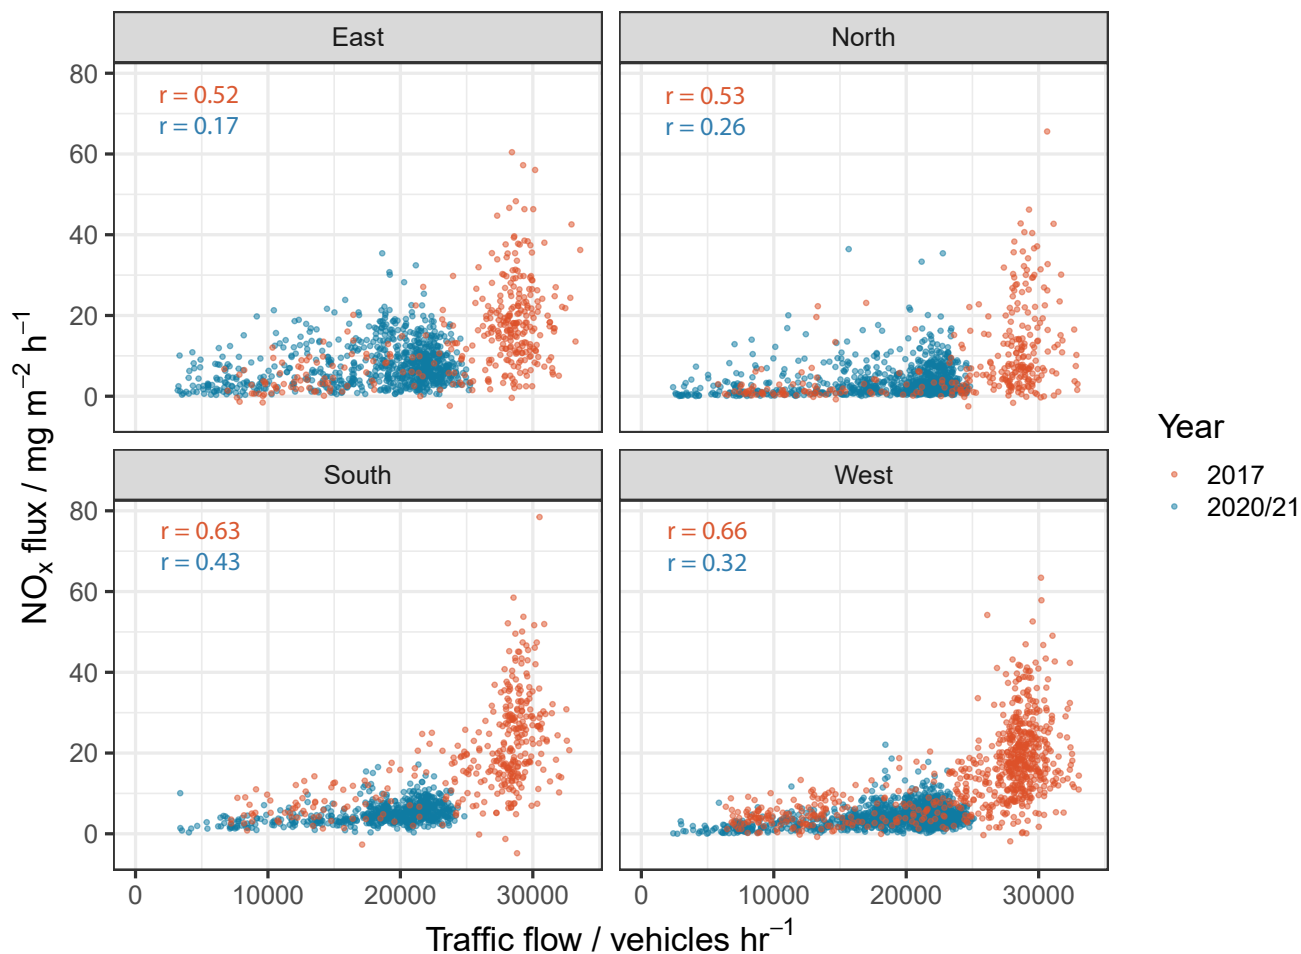 East
North
r = 0.52
r = 0.17
r = 0.53
r = 0.26
80
60
40
20
0
South
West
r = 0.63
r = 0.43
r = 0.66
r = 0.32
80
60
40
20
0
0 10000 20000 30000
0 10000 20000 30000
Traffic flow / vehicles hr⁻¹
NOₓ flux / mg m⁻² h⁻¹
Year
2017
2020/21